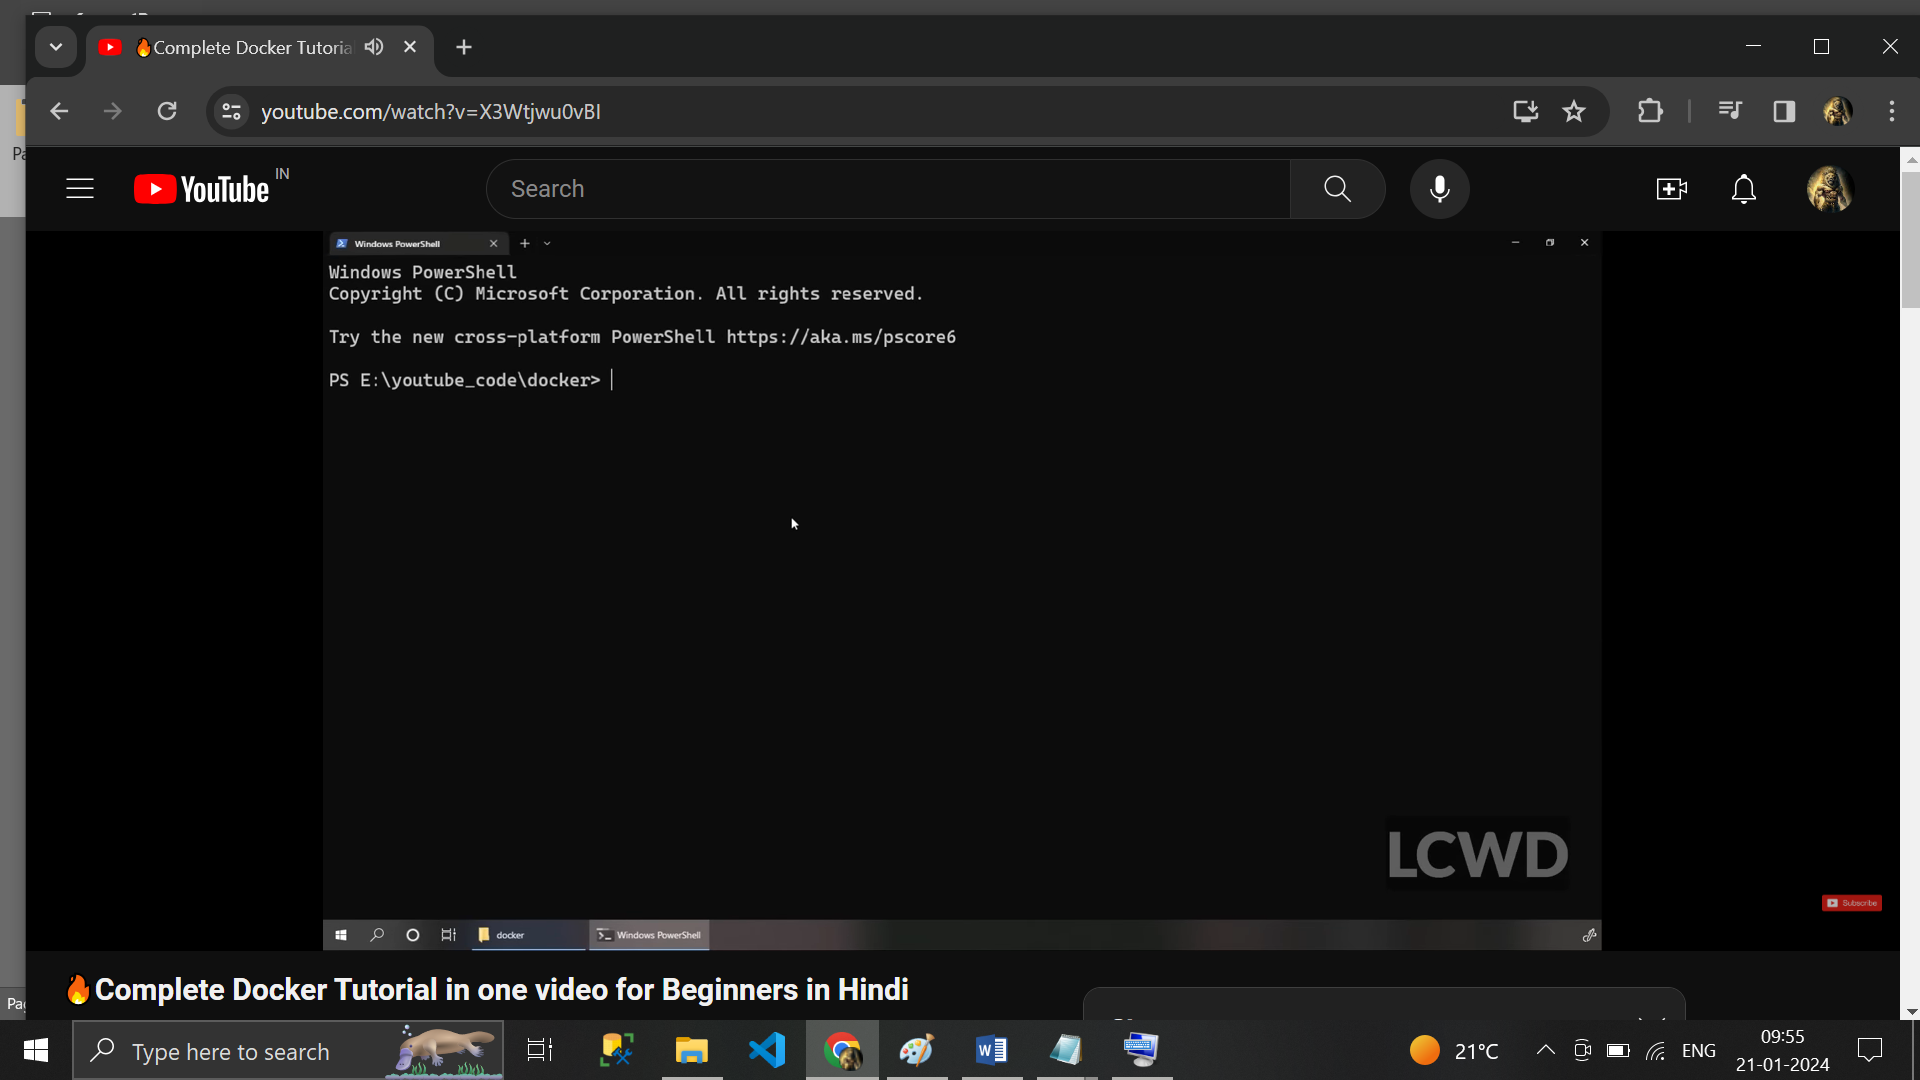 Complete Docker Tutoria
youtube.com/watch?v=X3Wtjwu0vBI
YouTube IN
Search
Windows PowerShell
Windows PowerShell
Copyright (C) Microsoft Corporation. All rights reserved.
Try the new cross-platform PowerShell https://aka.ms/pscore6
PS E:\youtube_code\docker>
LCWD
Subscribe
docker
Windows PowerShell
🔥Complete Docker Tutorial in one video for Beginners in Hindi
Type here to search
21°C
ENG
09:55
21-01-2024